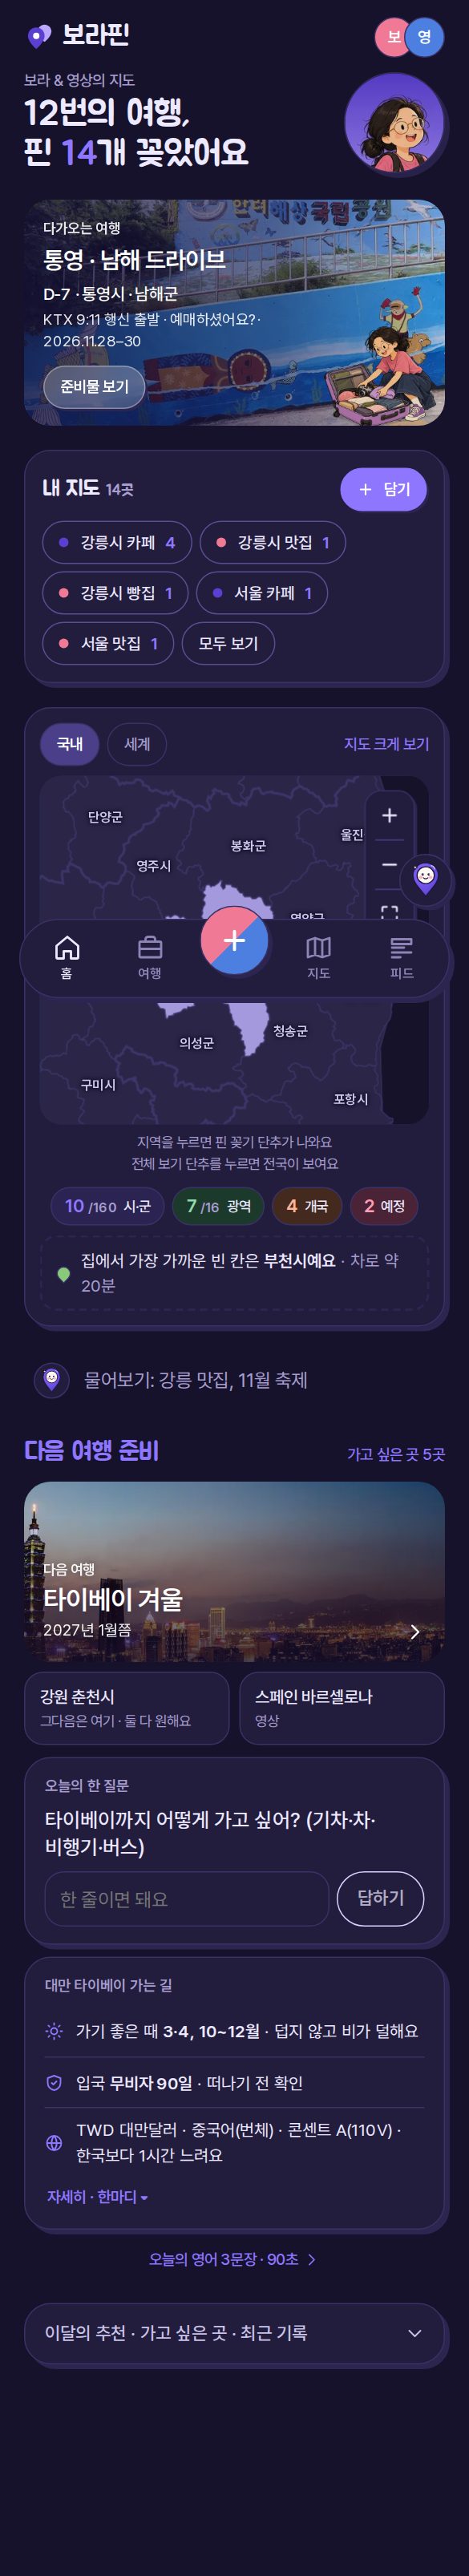 보라핀
보 영
보라 & 영상의 지도
12번의 여행,
핀 14개 꽂았어요
다가오는 여행
통영 · 남해 드라이브
D-7 · 통영시 · 남해군
KTX 9:11 행신 출발 · 예매하셨어요? ·
2026.11.28–30
준비물 보기
내 지도 14곳
+ 담기
강릉시 카페 4
강릉시 맛집 1
강릉시 빵집 1
서울 카페 1
서울 맛집 1
모두 보기
국내
세계
지도 크게 보기
단양군
울진
봉화군
영주시
홈
여행
지도
피드
청송군
의성군
구미시
포항시
지역을 누르면 핀 꽂기 단추가 나와요
전체 보기 단추를 누르면 전국이 보여요
10 /160 시·군
7 /16 광역
4 개국
2 예정
집에서 가장 가까운 빈 칸은 부천시예요 · 차로 약
20분
물어보기: 강릉 맛집, 11월 축제
다음 여행 준비
가고 싶은 곳 5곳
다음 여행
타이베이 겨울
2027년 1월쯤
강원 춘천시
그다음은 여기 · 둘 다 원해요
스페인 바르셀로나
영상
오늘의 한 질문
타이베이까지 어떻게 가고 싶어? (기차·차·
비행기·버스)
한 줄이면 돼요
답하기
대만 타이베이 가는 길
가기 좋은 때 3·4, 10~12월 · 덥지 않고 비가 덜해요
입국 무비자 90일 · 떠나기 전 확인
TWD 대만달러 · 중국어(번체) · 콘센트 A(110V) ·
한국보다 1시간 느려요
자세히 · 한마디
오늘의 영어 3문장 · 90초
이달의 추천 · 가고 싶은 곳 · 최근 기록